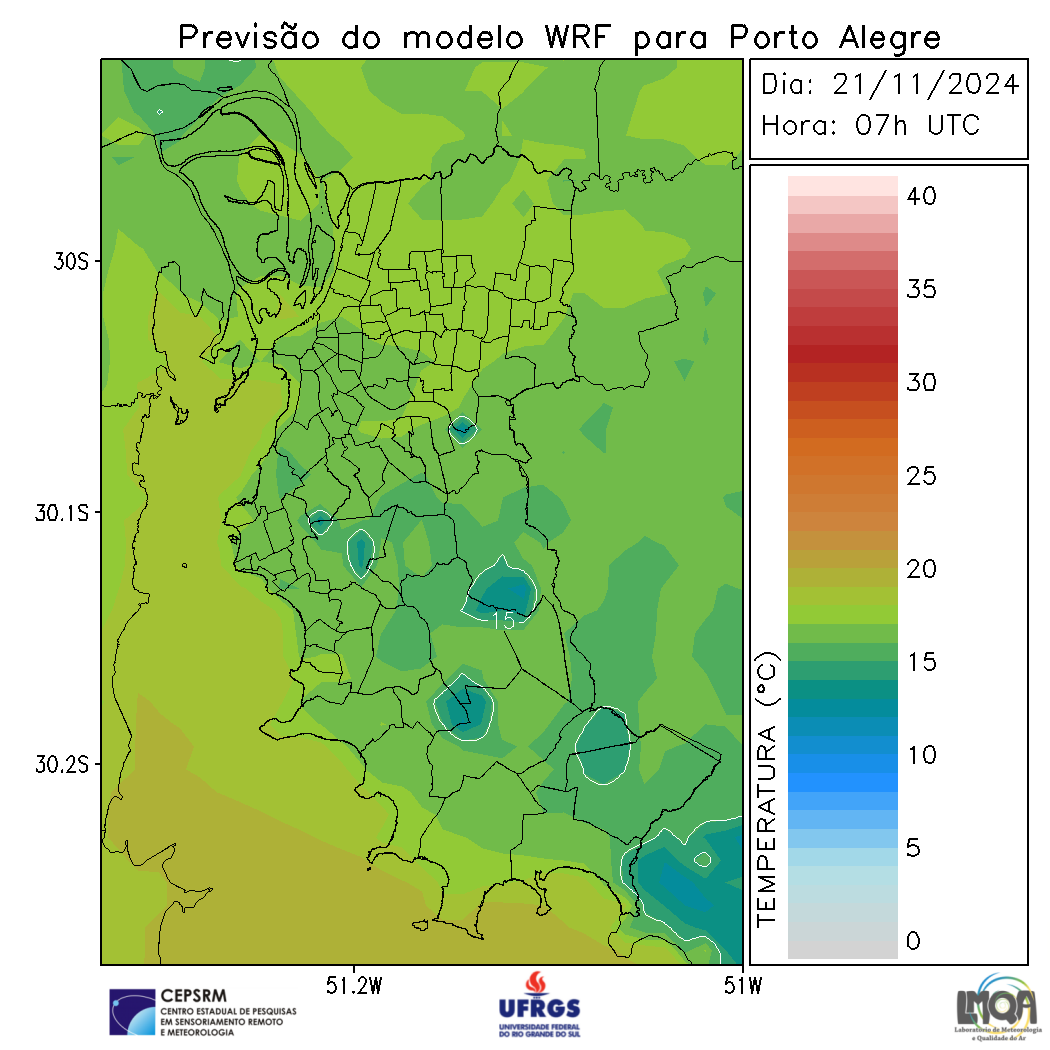 Previsão do modelo WRF para Porto Alegre
Dia: 21/11/2024
Hora: 07h UTC
30S
30.1S
30.2S
51.2W
51W
15
TEMPERATURA (°C)
40
35
30
25
20
15
10
5
0
CEPSRM
CENTRO ESTADUAL DE PESQUISAS
EM SENSORIAMENTO REMOTO
E METEOROLOGIA
UFRGS
UNIVERSIDADE FEDERAL
DO RIO GRANDE DO SUL
LMQA
Laboratório de Meteorologia
e Qualidade do Ar